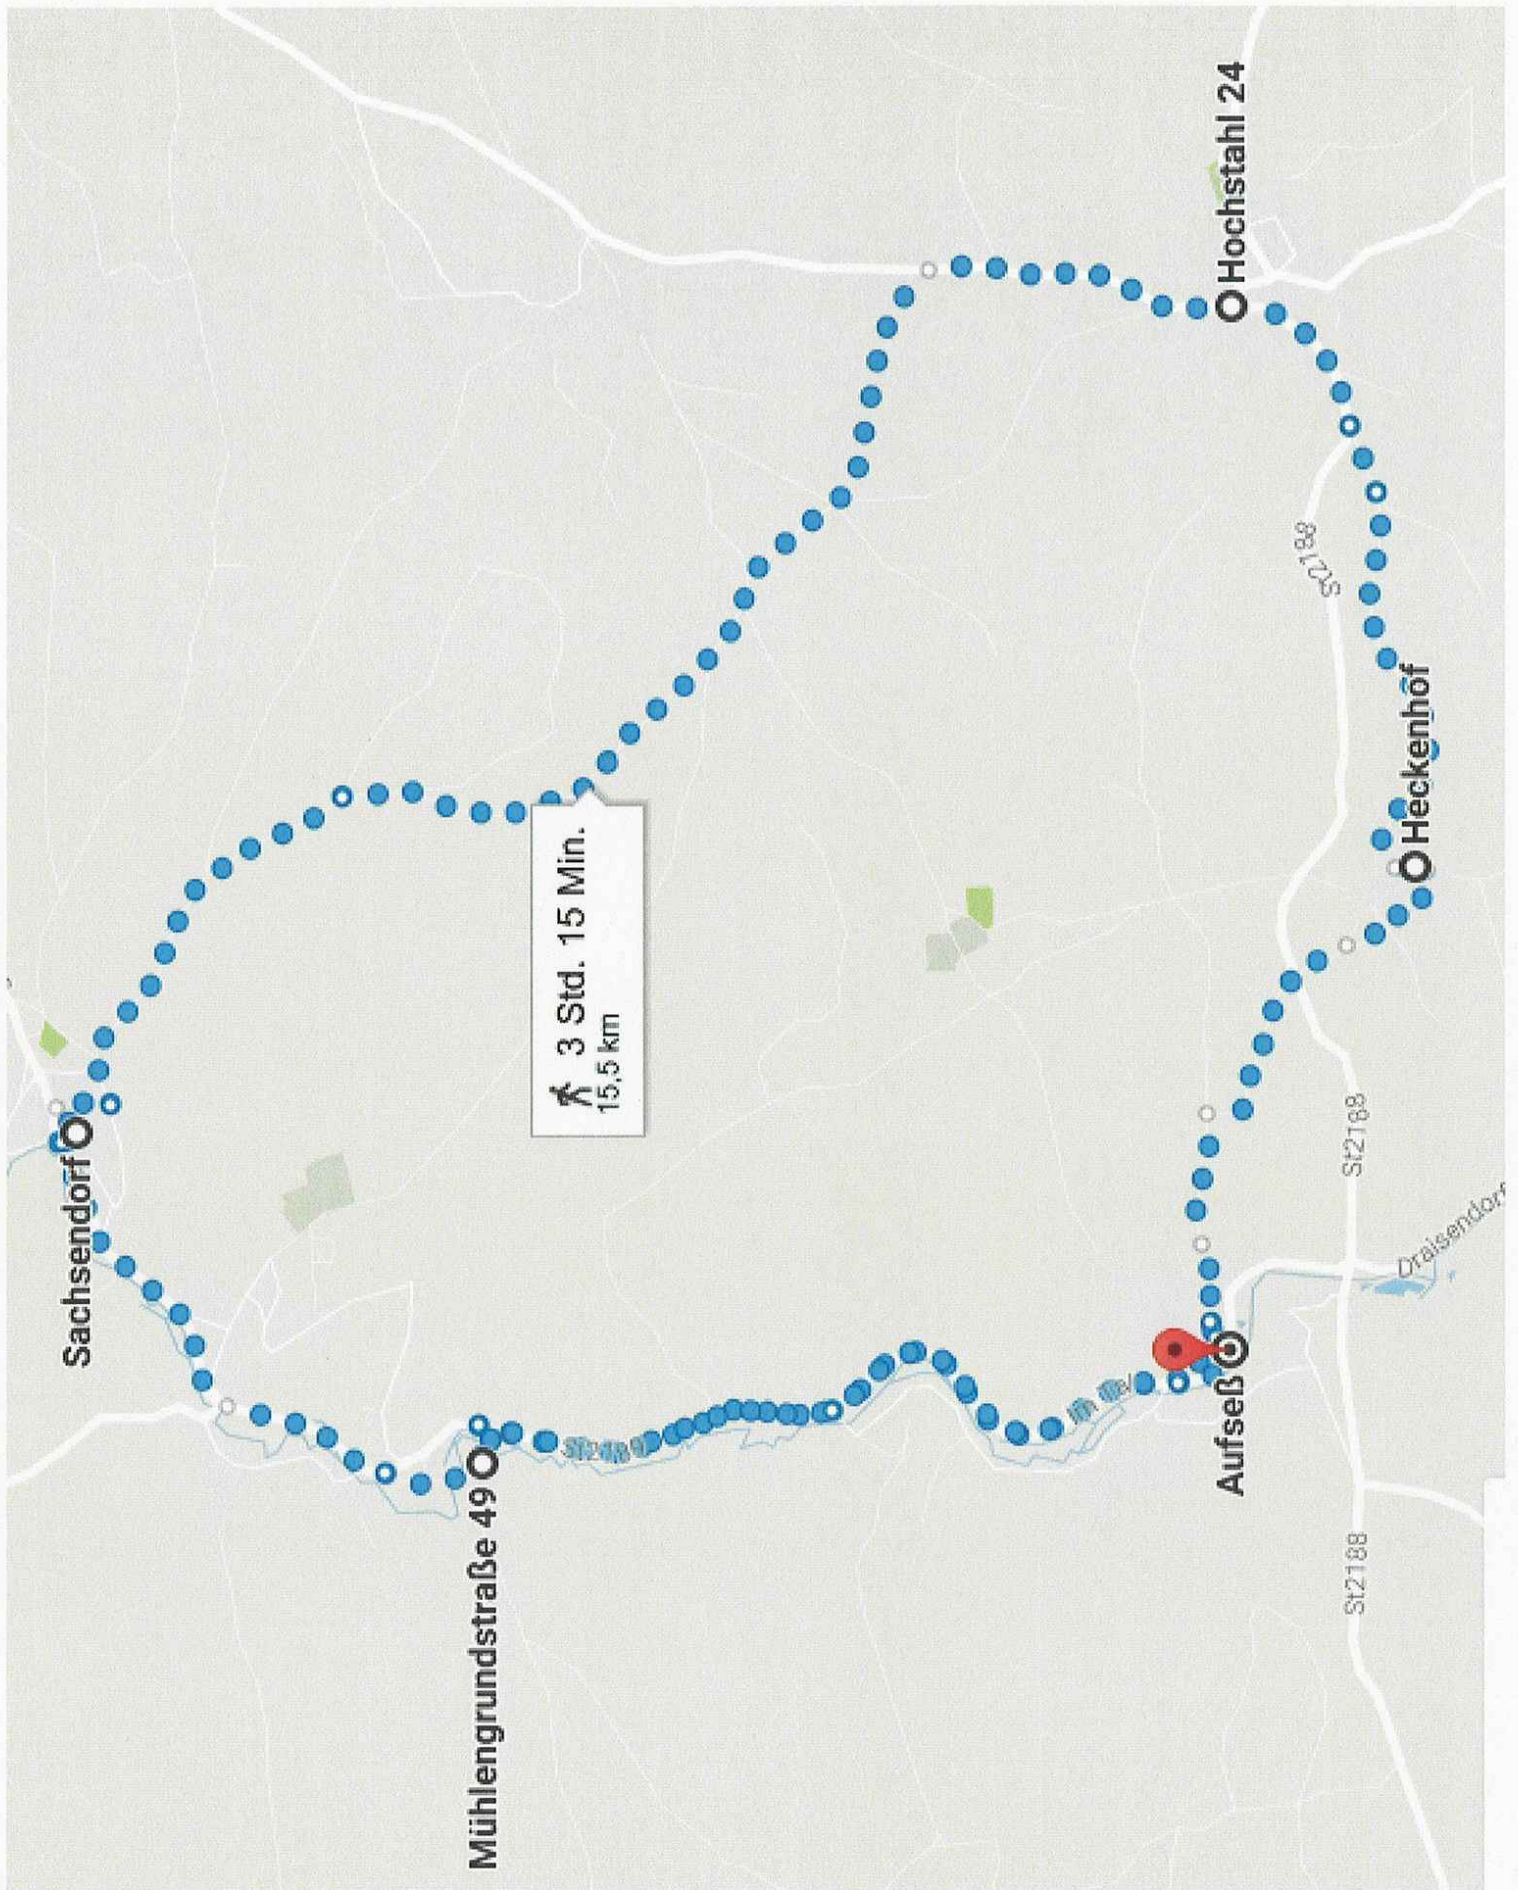 Sachsendorf
Mühlengrundstraße 49
3 Std. 15 Min.
15,5 km
Aufseß
Heckenhof
Hochstahl 24
St2188
St2188
St2188
Draisendorf